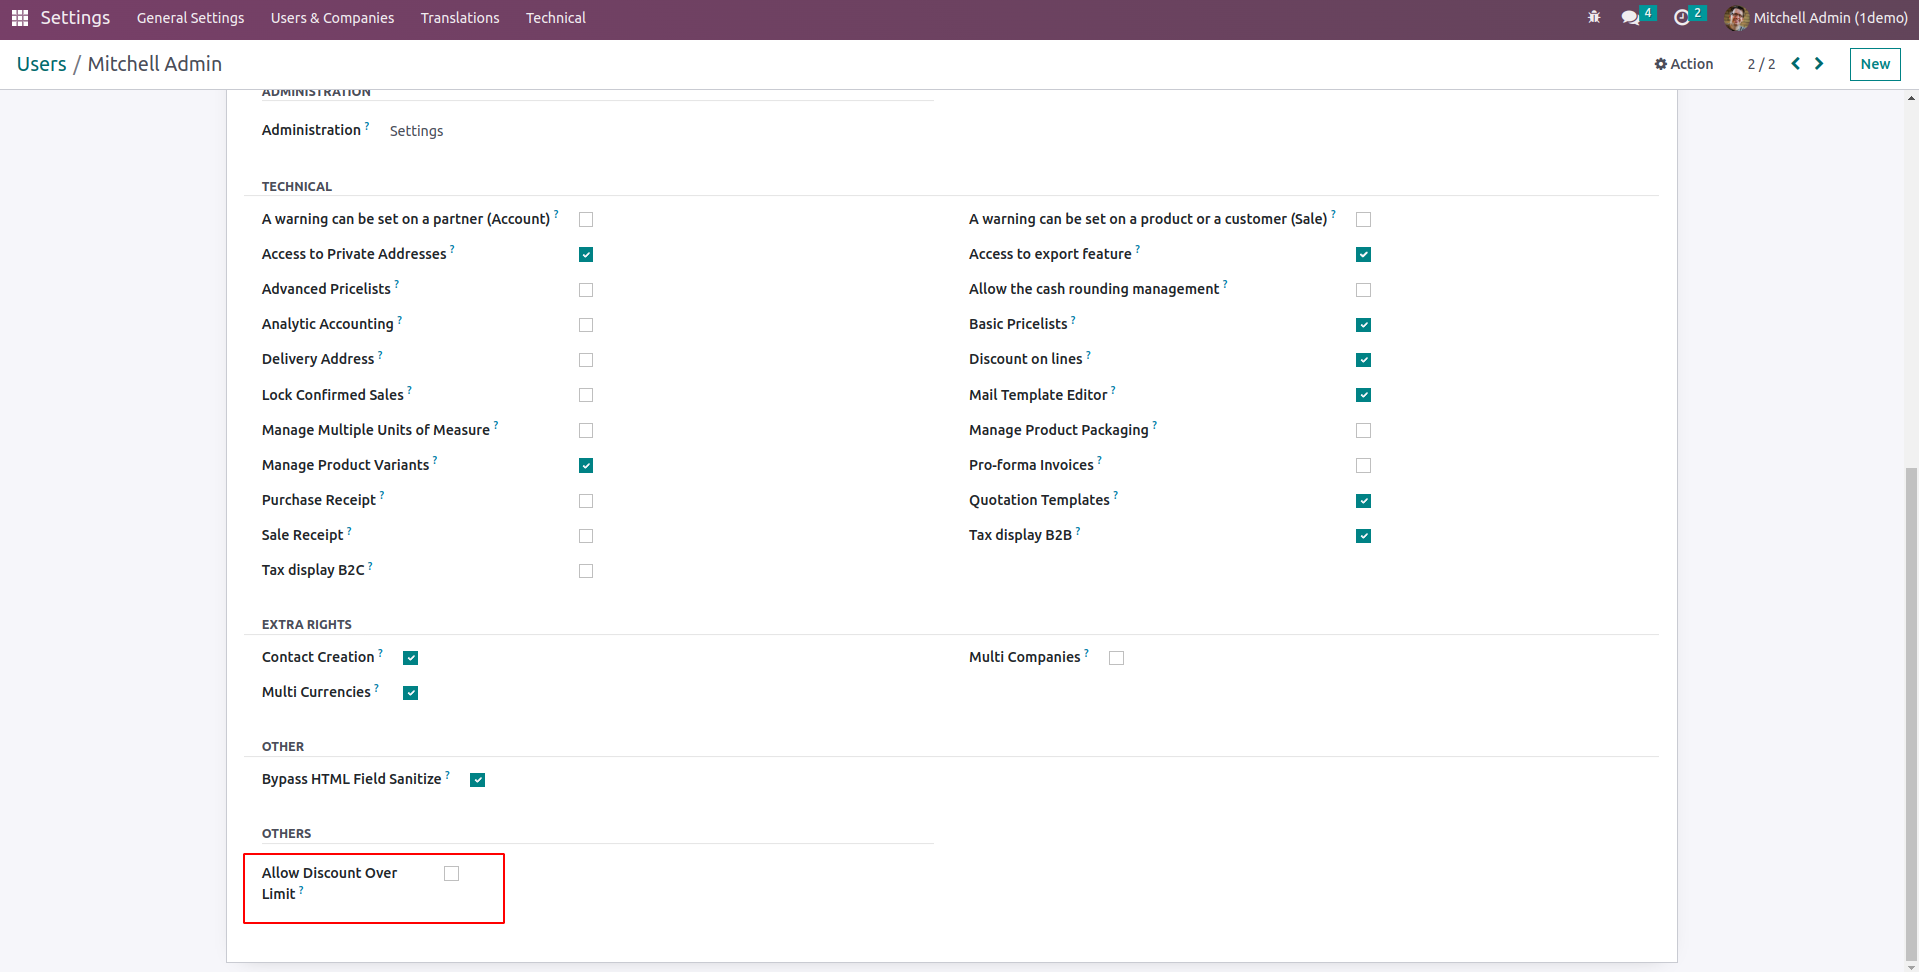 Settings General Settings Users & Companies Translations Technical 4 2 Mitchell Admin (1demo)
Users / Mitchell Admin Action 2 / 2 New
ADMINISTRATION
Administration ? Settings
TECHNICAL
A warning can be set on a partner (Account) ? A warning can be set on a product or a customer (Sale) ?
Access to Private Addresses ? Access to export feature ?
Advanced Pricelists ? Allow the cash rounding management ?
Analytic Accounting ? Basic Pricelists ?
Delivery Address ? Discount on lines ?
Lock Confirmed Sales ? Mail Template Editor ?
Manage Multiple Units of Measure ? Manage Product Packaging ?
Manage Product Variants ? Pro-forma Invoices ?
Purchase Receipt ? Quotation Templates ?
Sale Receipt ? Tax display B2B ?
Tax display B2C ?
EXTRA RIGHTS
Contact Creation ? Multi Companies ?
Multi Currencies ?
OTHER
Bypass HTML Field Sanitize ?
OTHERS
Allow Discount Over
Limit ?